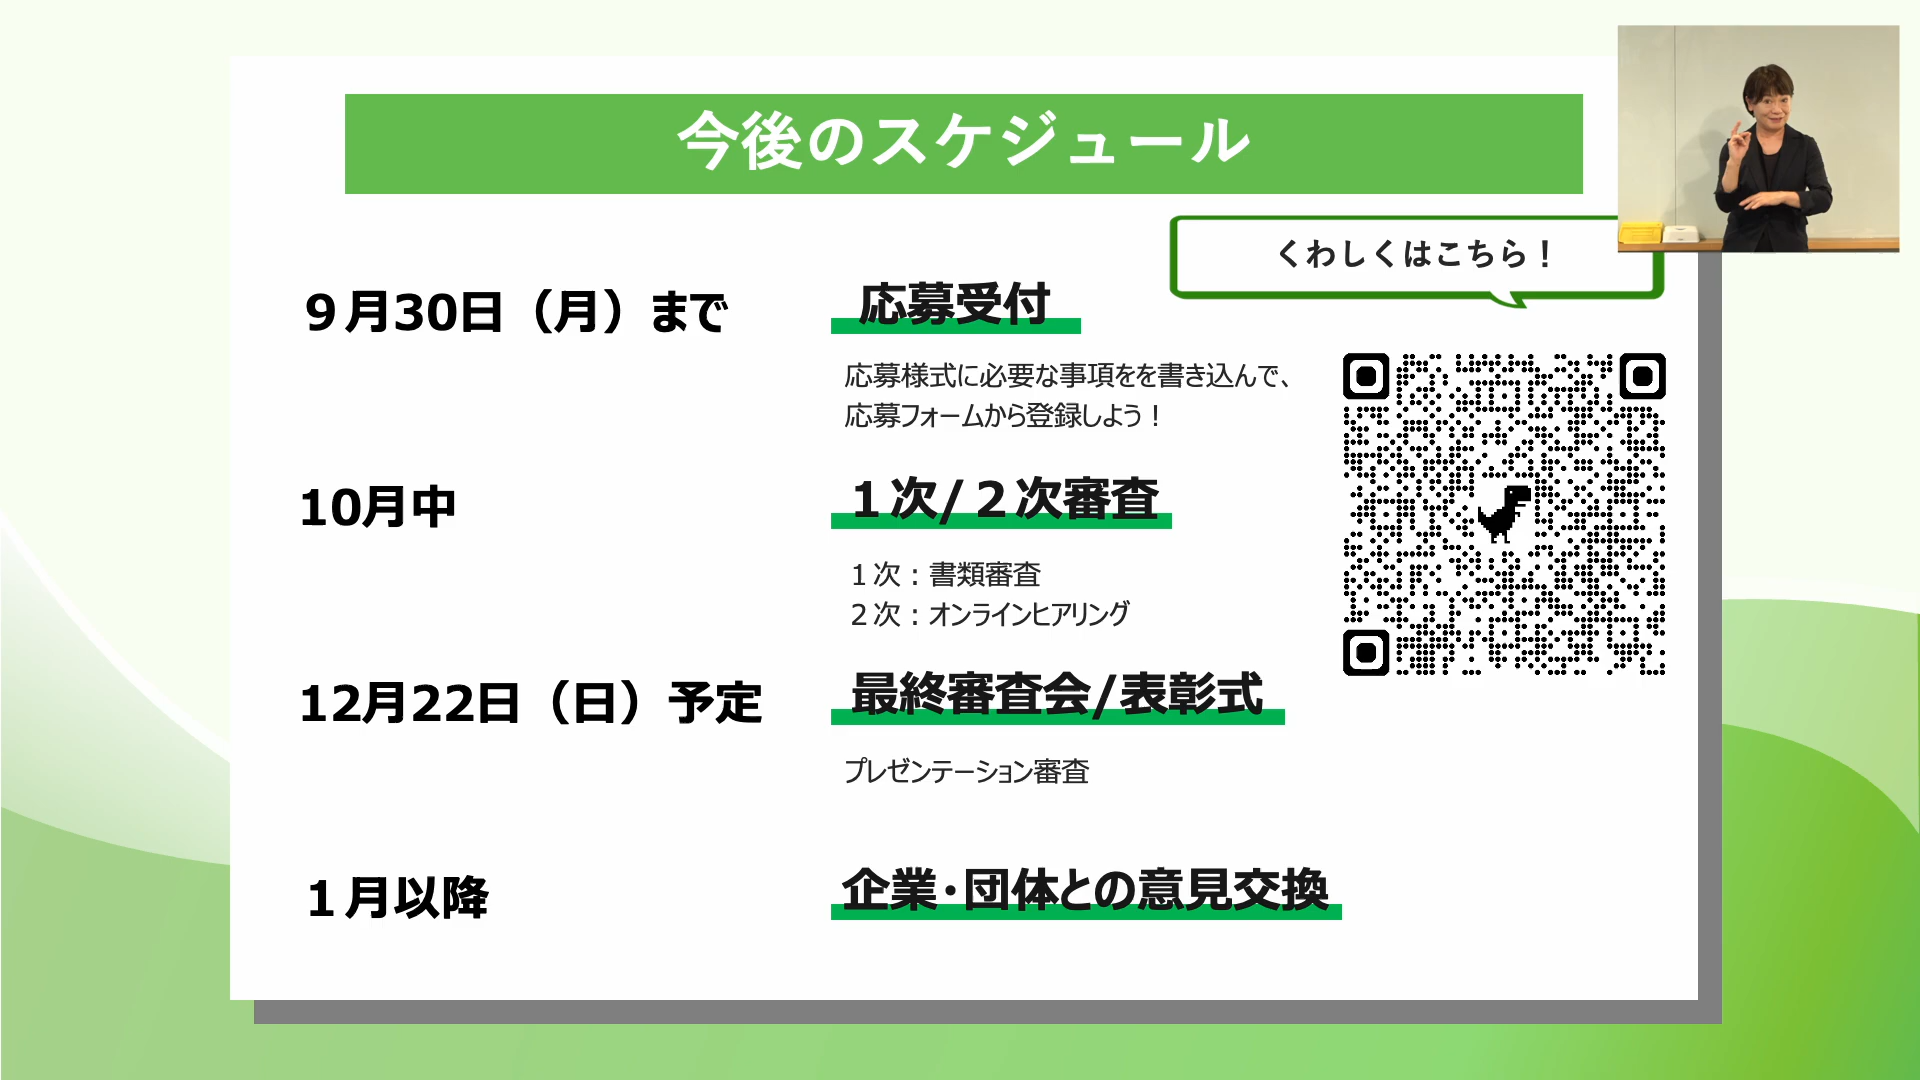 今後のスケジュール
くわしくはこちら！
９月30日（月）まで
応募受付
応募様式に必要な事項をを書き込んで、
応募フォームから登録しよう！
10月中
１次/２次審査
１次：書類審査
２次：オンラインヒアリング
12月22日（日）予定
最終審査会/表彰式
プレゼンテーション審査
１月以降
企業・団体との意見交換